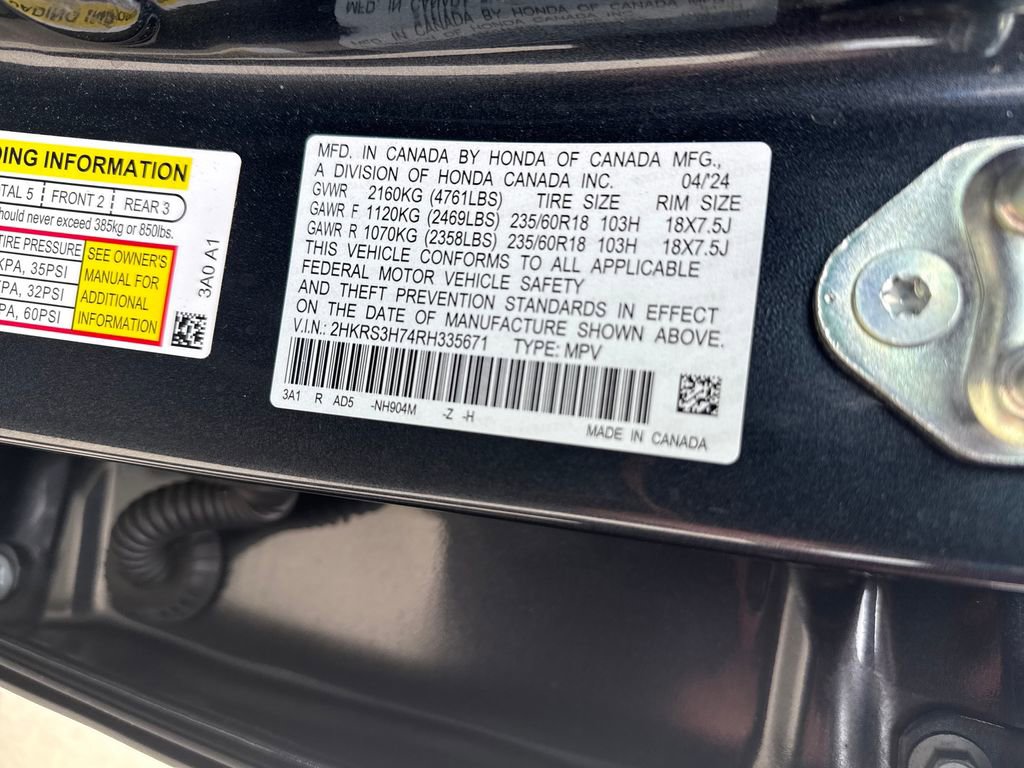 DING INFORMATION
OTAL 5 FRONT 2 REAR 3
should never exceed 385kg or 850lbs.
TIRE PRESSURE
KPA, 35PSI
KPA, 32PSI
KPA, 60PSI
SEE OWNER'S
MANUAL FOR
ADDITIONAL
INFORMATION
3A0 A1
MFD. IN CANADA BY HONDA OF CANADA MFG.,
A DIVISION OF HONDA CANADA INC. 04/'24
GVWR 2160KG (4761LBS) TIRE SIZE RIM SIZE
GAWR F 1120KG (2469LBS) 235/60R18 103H 18X7.5J
GAWR R 1070KG (2358LBS) 235/60R18 103H 18X7.5J
THIS VEHICLE CONFORMS TO ALL APPLICABLE
FEDERAL MOTOR VEHICLE SAFETY
AND THEFT PREVENTION STANDARDS IN EFFECT
ON THE DATE OF MANUFACTURE SHOWN ABOVE.
V.I.N.: 2HKRS3H74RH335671 TYPE: MPV
3A1 R AD5 -NH904M -Z -H
MADE IN CANADA